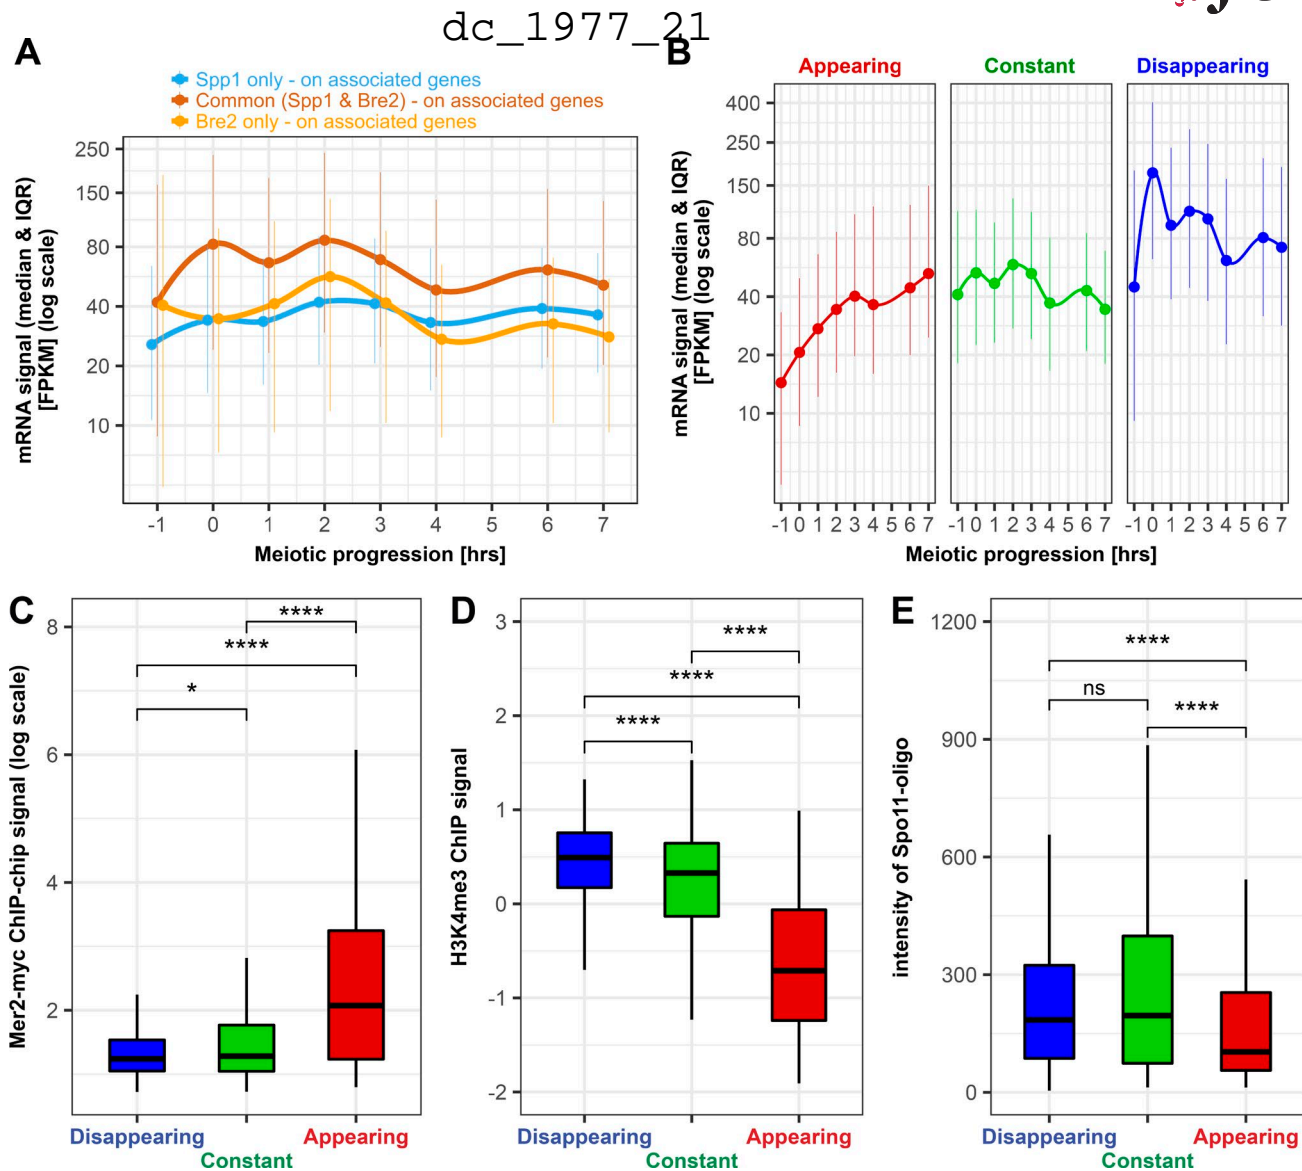 dc_1977_21
A
Spp1 only - on associated genes
Common (Spp1 & Bre2) - on associated genes
Bre2 only - on associated genes
mRNA signal (median & IQR)
[FPKM] (log scale)
250
150
80
40
20
10
-1 0 1 2 3 4 5 6 7
Meiotic progression [hrs]
B
Appearing Constant Disappearing
mRNA signal (median & IQR)
[FPKM] (log scale)
400
250
150
80
40
20
10
-1 0 1 2 3 4 5 6 7 -1 0 1 2 3 4 5 6 7 -1 0 1 2 3 4 5 6 7
Meiotic progression [hrs]
C
Mer2-myc ChIP-chip signal (log scale)
8
6
4
2
****
****
*
Disappearing
Constant
Appearing
D
H3K4me3 ChIP signal
3
2
1
0
-1
-2
****
****
****
Disappearing
Constant
Appearing
E
intensity of Spo11-oligo
1200
900
600
300
0
****
ns
****
Disappearing
Constant
Appearing